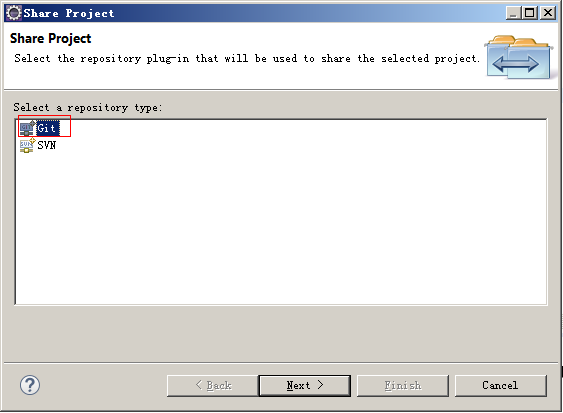 Share Project
Share Project
Select the repository plug-in that will be used to share the selected project.
Select a repository type:
Git
SVN
< Back
Next >
Finish
Cancel